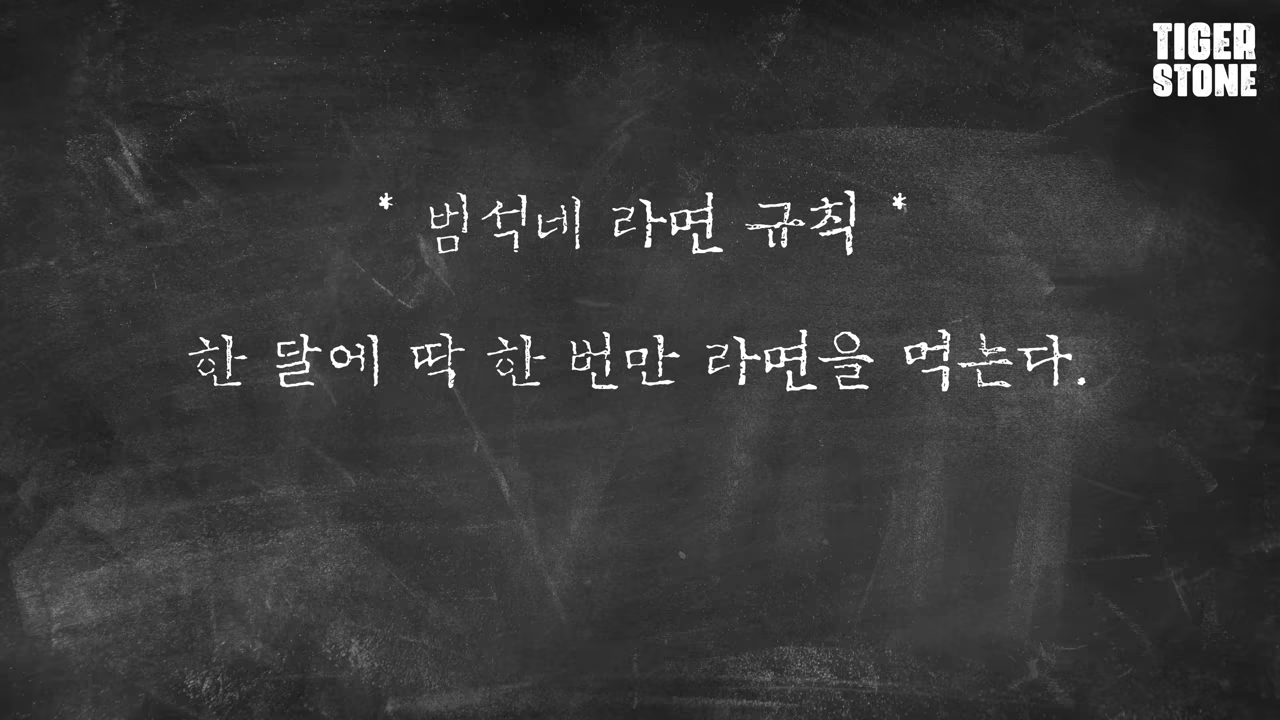 TIGER
STONE
* 범석네 라면 규칙 *
한 달에 딱 한 번만 라면을 먹는다.